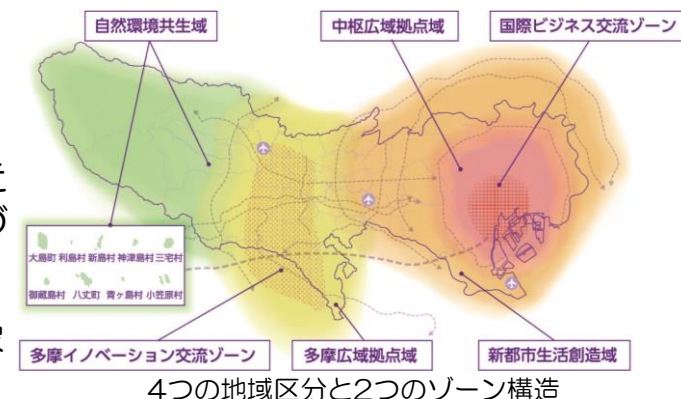 自然環境共生域
中枢広域拠点域
国際ビジネス交流ゾーン
大島町 利島村 新島村 神津島村 三宅村
御蔵島村 八丈町 青ヶ島村 小笠原村
多摩イノベーション交流ゾーン
多摩広域拠点域
新都市生活創造域
4つの地域区分と2つのゾーン構造